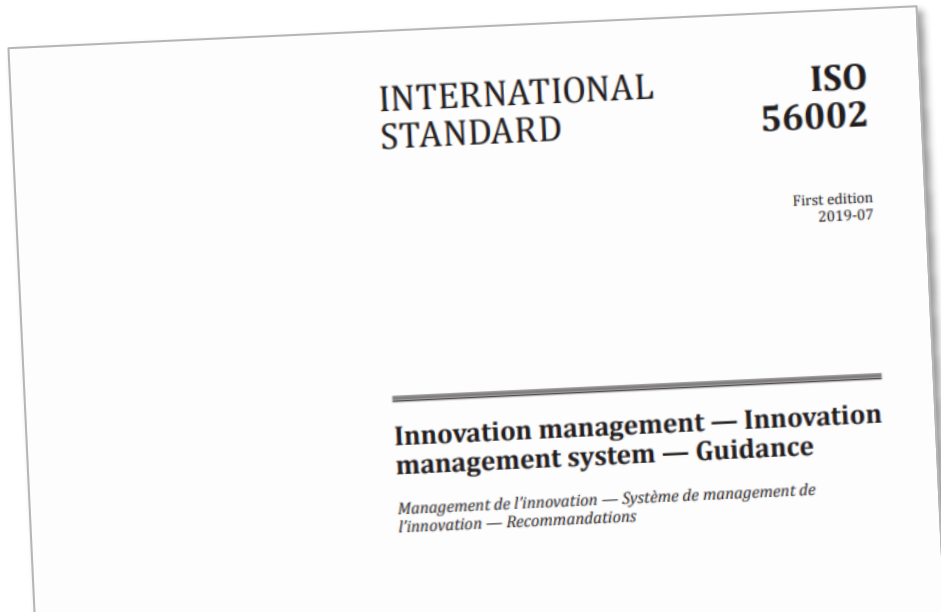 INTERNATIONAL
STANDARD
ISO
56002
First edition
2019-07
Innovation management — Innovation
management system — Guidance
Management de l'innovation — Système de management de
l'innovation — Recommandations